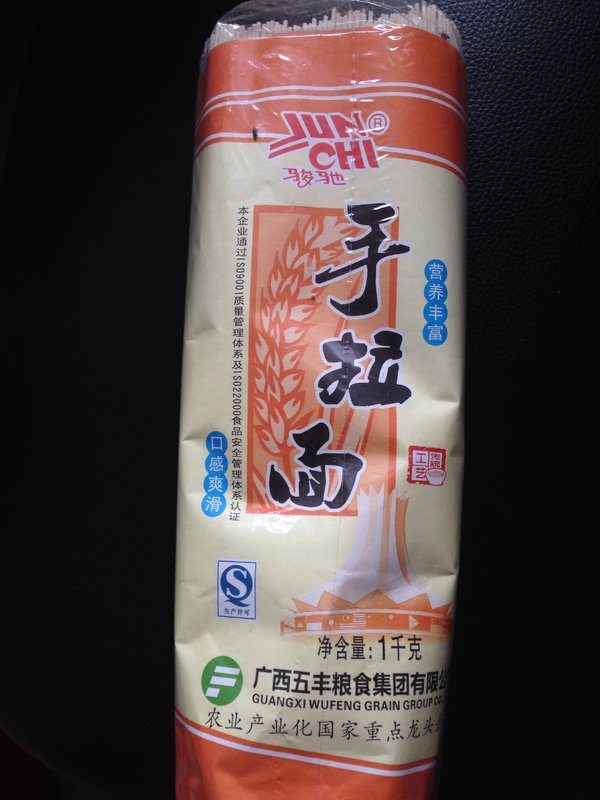 JUN CHI®
骏驰
手拉面
本企业通过ISO9001质量管理体系及ISO22000食品安全管理体系认证
营养丰富
口感爽滑
传统
工艺
生产许可
净含量:1千克
广西五丰粮食集团有限
GUANGXI WUFENG GRAIN GROUP CO.
农业产业化国家重点龙头